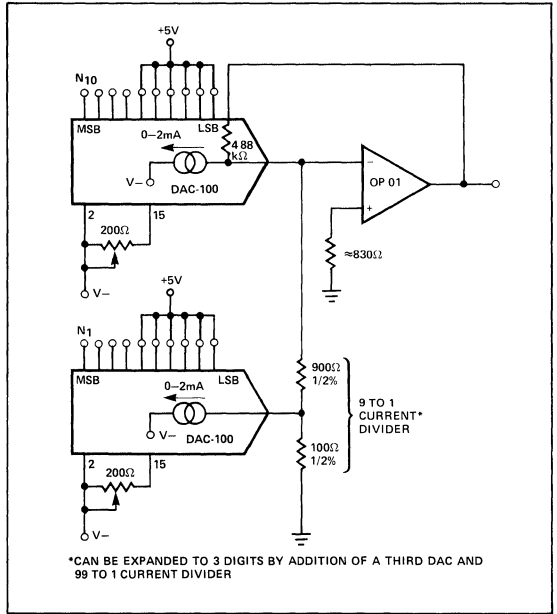 +5V
N10
MSB
LSB
0–2mA
4 88
kΩ
V–
DAC-100
–
OP 01
+
2
15
200Ω
≈830Ω
V–
+5V
N1
MSB
LSB
0–2mA
V–
DAC-100
900Ω
1/2%
9 TO 1
CURRENT*
DIVIDER
100Ω
1/2%
2
15
200Ω
V–
*CAN BE EXPANDED TO 3 DIGITS BY ADDITION OF A THIRD DAC AND
99 TO 1 CURRENT DIVIDER